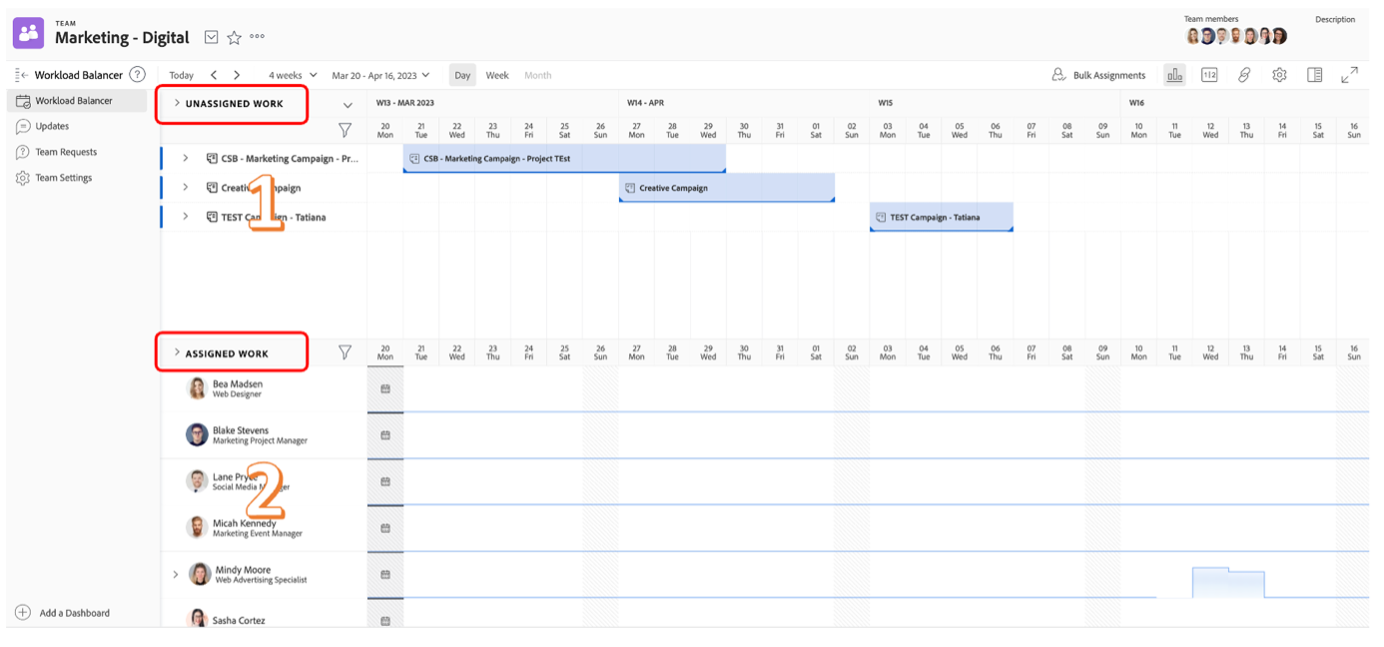 TEAM
Marketing - Digital
Team members
Description
Workload Balancer ?
Today 4 weeks Mar 20 - Apr 16, 2023 Day Week Month
Bulk Assignments
Workload Balancer
Updates
Team Requests
Team Settings
UNASSIGNED WORK
W13 - MAR 2023 W14 - APR W15 W16
20 21 22 23 24 25 26 27 28 29 30 31 01 02 03 04 05 06 07 08 09 10 11 12 13 14 15 16
Mon Tue Wed Thu Fri Sat Sun Mon Tue Wed Thu Fri Sat Sun Mon Tue Wed Thu Fri Sat Sun Mon Tue Wed Thu Fri Sat Sun
CSB - Marketing Campaign - Pr... CSB - Marketing Campaign - Project TEst
Creative Campaign Creative Campaign
TEST Campaign - Tatiana TEST Campaign - Tatiana
1
ASSIGNED WORK
20 21 22 23 24 25 26 27 28 29 30 31 01 02 03 04 05 06 07 08 09 10 11 12 13 14 15 16
Mon Tue Wed Thu Fri Sat Sun Mon Tue Wed Thu Fri Sat Sun Mon Tue Wed Thu Fri Sat Sun Mon Tue Wed Thu Fri Sat Sun
Bea Madsen
Web Designer
Blake Stevens
Marketing Project Manager
Lane Pryce
Social Media Manager
2
Micah Kennedy
Marketing Event Manager
Mindy Moore
Web Advertising Specialist
Sasha Cortez
Add a Dashboard